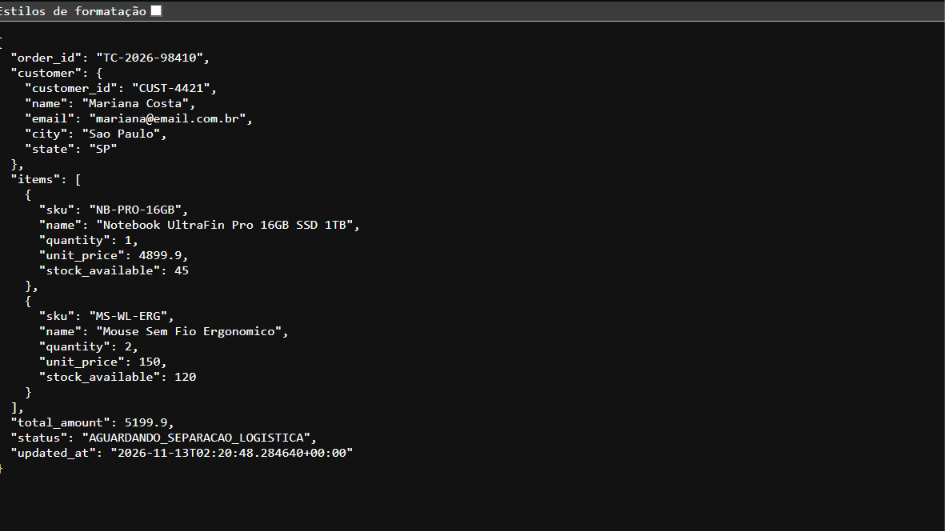 Estilos de formatação
{
  "order_id": "TC-2026-98410",
  "customer": {
    "customer_id": "CUST-4421",
    "name": "Mariana Costa",
    "email": "mariana@email.com.br",
    "city": "Sao Paulo",
    "state": "SP"
  },
  "items": [
    {
      "sku": "NB-PRO-16GB",
      "name": "Notebook UltraFin Pro 16GB SSD 1TB",
      "quantity": 1,
      "unit_price": 4899.9,
      "stock_available": 45
    },
    {
      "sku": "MS-WL-ERG",
      "name": "Mouse Sem Fio Ergonomico",
      "quantity": 2,
      "unit_price": 150,
      "stock_available": 120
    }
  ],
  "total_amount": 5199.9,
  "status": "AGUARDANDO_SEPARACAO_LOGISTICA",
  "updated_at": "2026-11-13T02:20:48.284640+00:00"
}